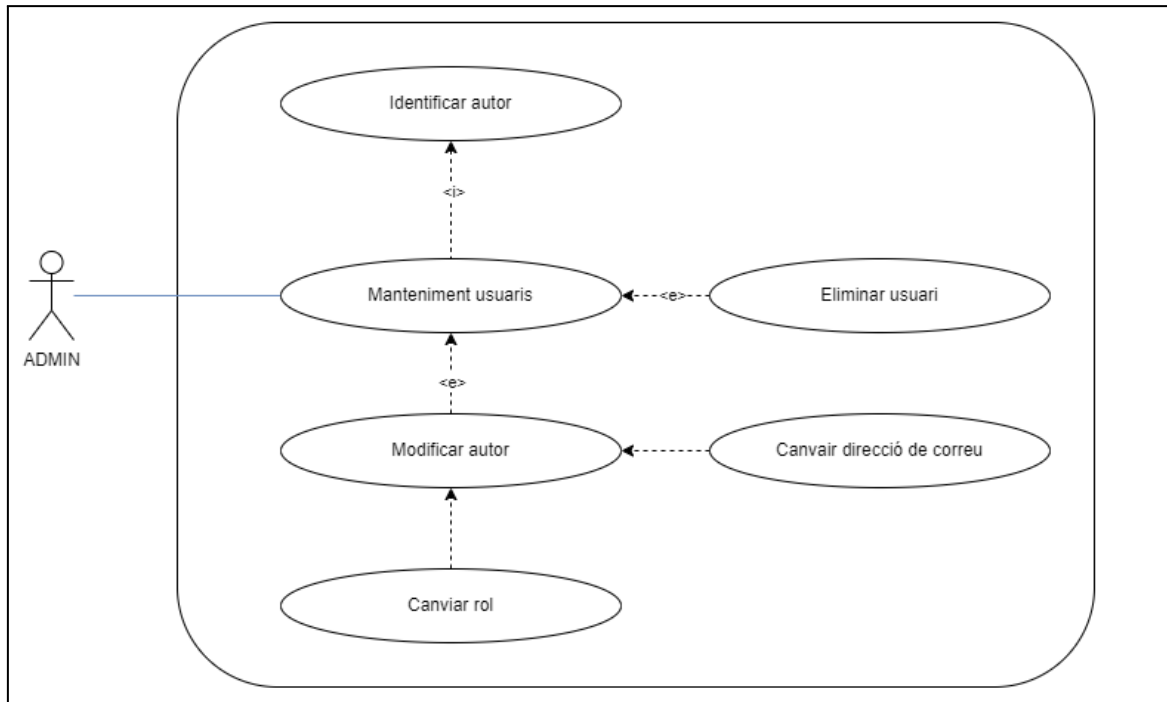 Identificar autor
<i>
Manteniment usuaris
<e>
Eliminar usuari
ADMIN
<e>
Modificar autor
Canvair direcció de correu
Canviar rol